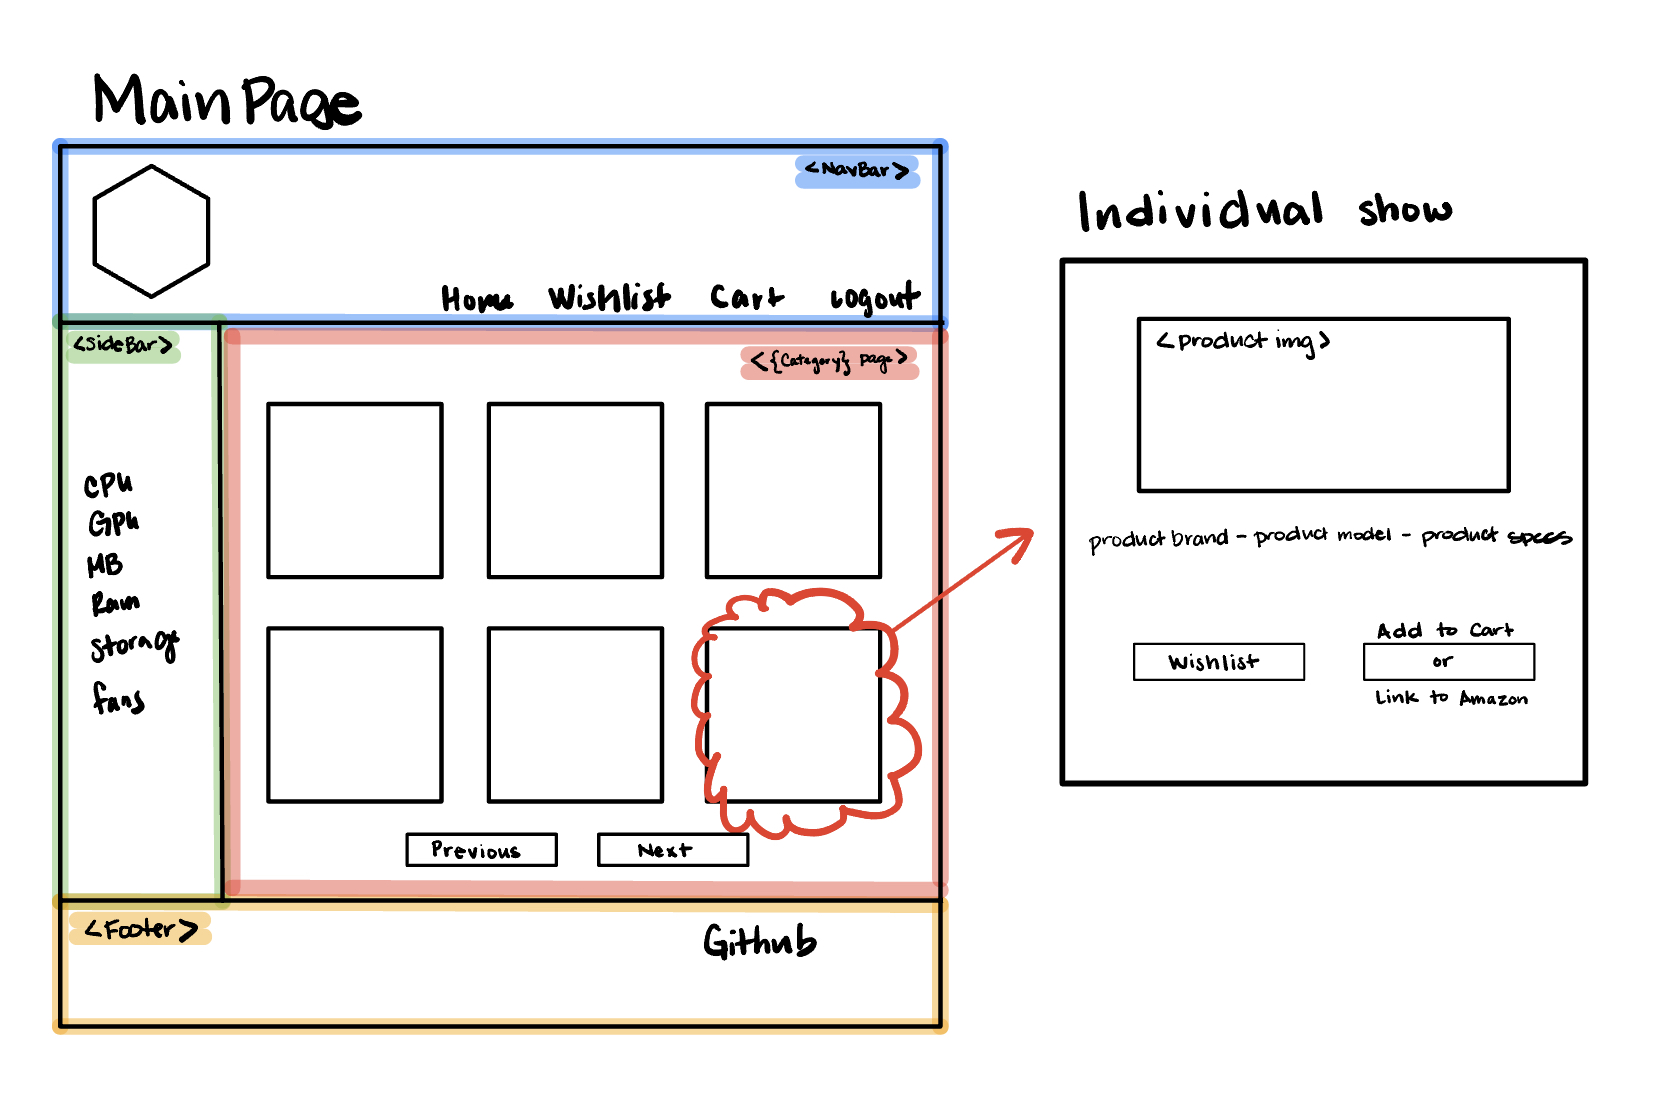 Main Page
<NavBar>
Home Wishlist Cart Logout
<SideBar>
CPU
GPU
MB
Ram
Storage
fans
<{Category} page>
Previous Next
<Footer>
Github
Individual show
<product img>
product brand - product model - product specs
Wishlist
Add to Cart
or
Link to Amazon